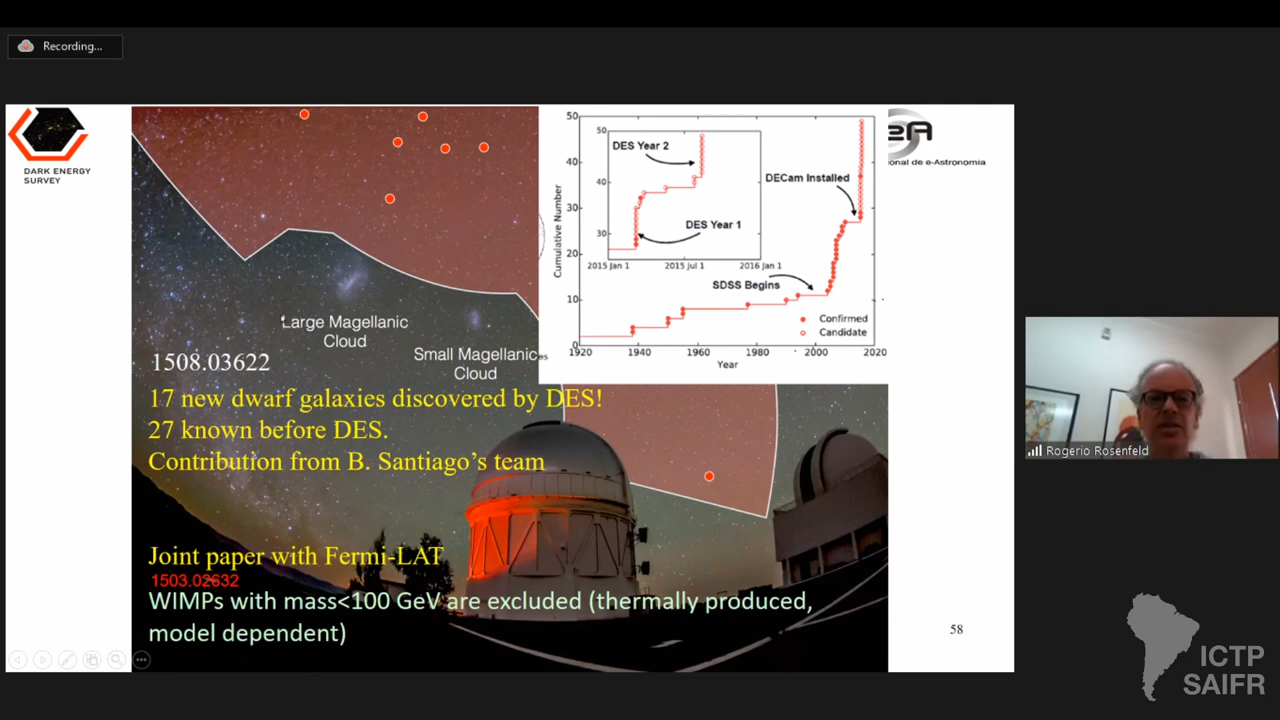 Recording...
DARK ENERGY
SURVEY
50
40
30
20
10
0
Cumulative Number
50
40
30
DES Year 2
DES Year 1
2015 Jan 1
2015 Jul 1
2016 Jan 1
DECam Installed
SDSS Begins
Confirmed
Candidate
1920
1940
1960
1980
2000
2020
Year
onal de e-Astronomia
Large Magellanic
Cloud
Small Magellanic
Cloud
1508.03622
17 new dwarf galaxies discovered by DES!
27 known before DES.
Contribution from B. Santiago's team
Joint paper with Fermi-LAT
1503.02632
WIMPs with mass<100 GeV are excluded (thermally produced,
model dependent)
58
Rogerio Rosenfeld
ICTP
SAIFR